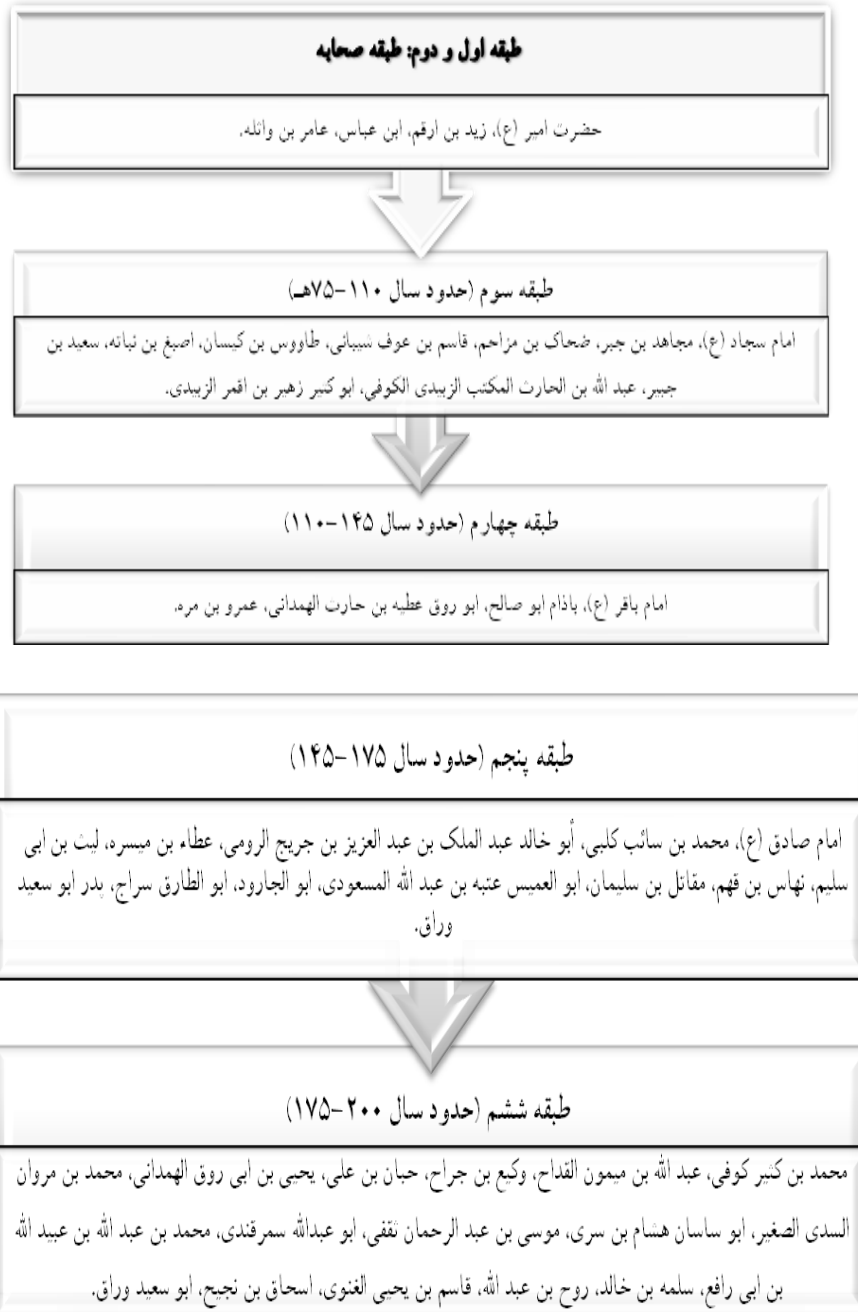 طبقه اول و دوم: طبقه صحابه
حضرت امیر (ع)، زید بن ارقم، ابن عباس، عامر بن واثله.
طبقه سوم (حدود سال ۱۱۰-۷۵هـ)
امام سجاد (ع)، مجاهد بن جبر، ضحاک بن مزاحم، قاسم بن عوف شیبانی، طاووس بن کیسان، اصبغ بن نباته، سعید بن
جبیر، عبد الله بن الحارث المکتب الزبیدی الکوفی، ابو کثیر زهیر بن اقمر الزبیدی.
طبقه چهارم (حدود سال ۱۴۵-۱۱۰)
امام باقر (ع)، باذام ابو صالح، ابو روق عطیه بن حارث الهمدانی، عمرو بن مره.
طبقه پنجم (حدود سال ۱۷۵-۱۴۵)
امام صادق (ع)، محمد بن سائب کلبی، أبو خالد عبد الملک بن عبد العزیز بن جریج الرومی، عطاء بن میسره، لیث بن ابی
سلیم، نهاس بن قهم، مقاتل بن سلیمان، ابو العمیس عتبه بن عبد الله المسعودی، ابو الجارود، ابو الطارق سراج، پدر ابو سعید
وراق.
طبقه ششم (حدود سال ۲۰۰-۱۷۵)
محمد بن کثیر کوفی، عبد الله بن میمون القداح، وکیع بن جراح، حبان بن علی، یحیی بن ابی روق الهمدانی، محمد بن مروان
السدی الصغیر، ابو ساسان هشام بن سری، موسی بن عبد الرحمان ثقفی، ابو عبدالله سمرقندی، محمد بن عبد الله بن عبید الله
بن ابی رافع، سلمه بن خالد، روح بن عبد الله، قاسم بن یحیی الغنوی، اسحاق بن نجیح، ابو سعید وراق.